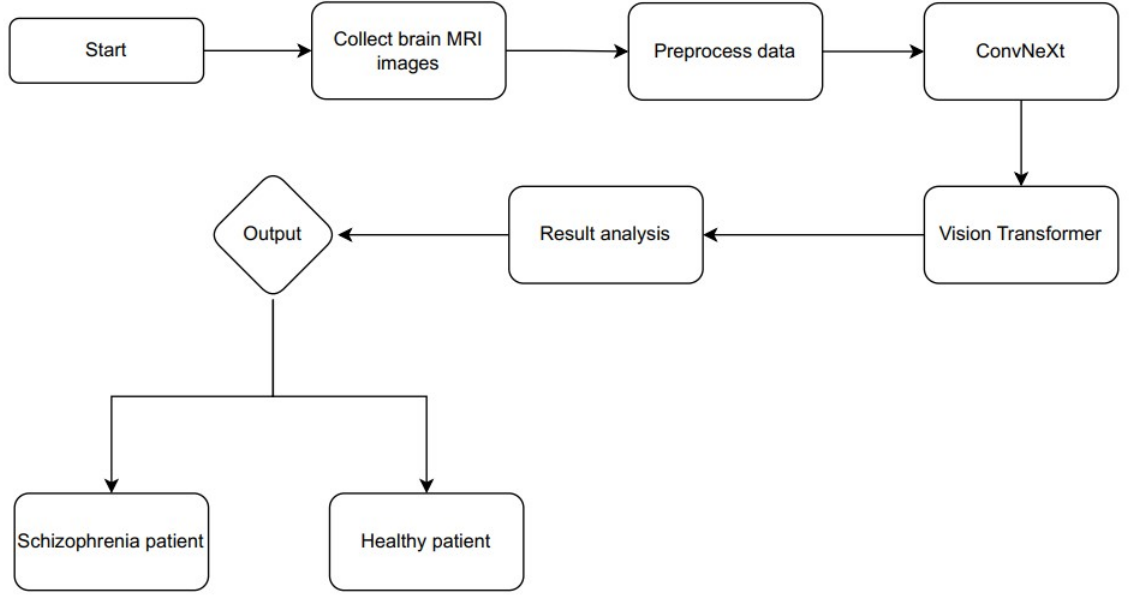 Start
Collect brain MRI
images
Preprocess data
ConvNeXt
Vision Transformer
Result analysis
Output
Schizophrenia patient
Healthy patient